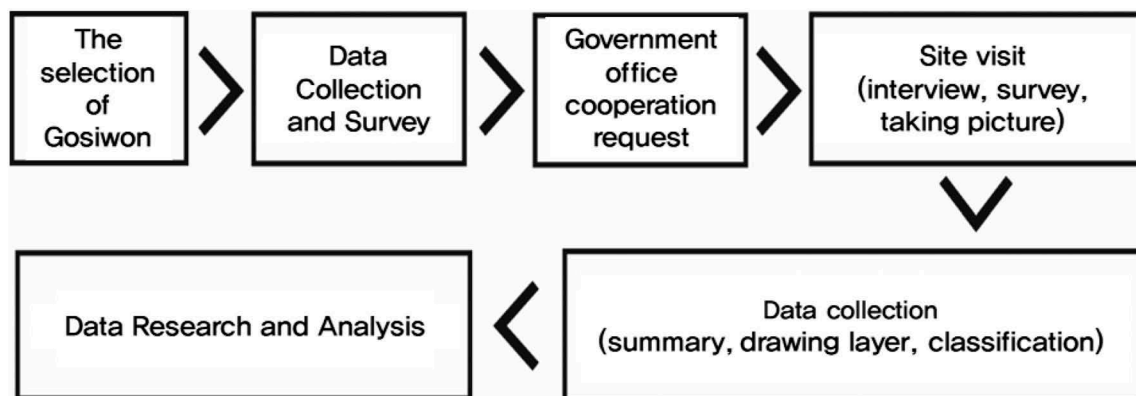 The
selection
of
Gosiwon
Data
Collection
and Survey
Government
office
cooperation
request
Site visit
(interview, survey,
taking picture)
Data collection
(summary, drawing layer, classification)
Data Research and Analysis